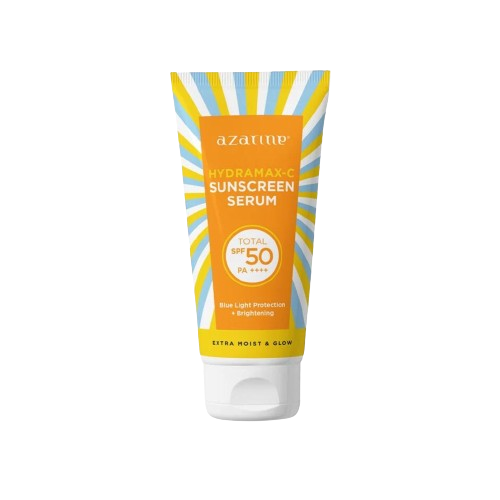 azarine
HYDRAMAX-C
SUNSCREEN
SERUM
TOTAL
SPF 50
PA ++++
Blue Light Protection
+ Brightening
EXTRA MOIST & GLOW